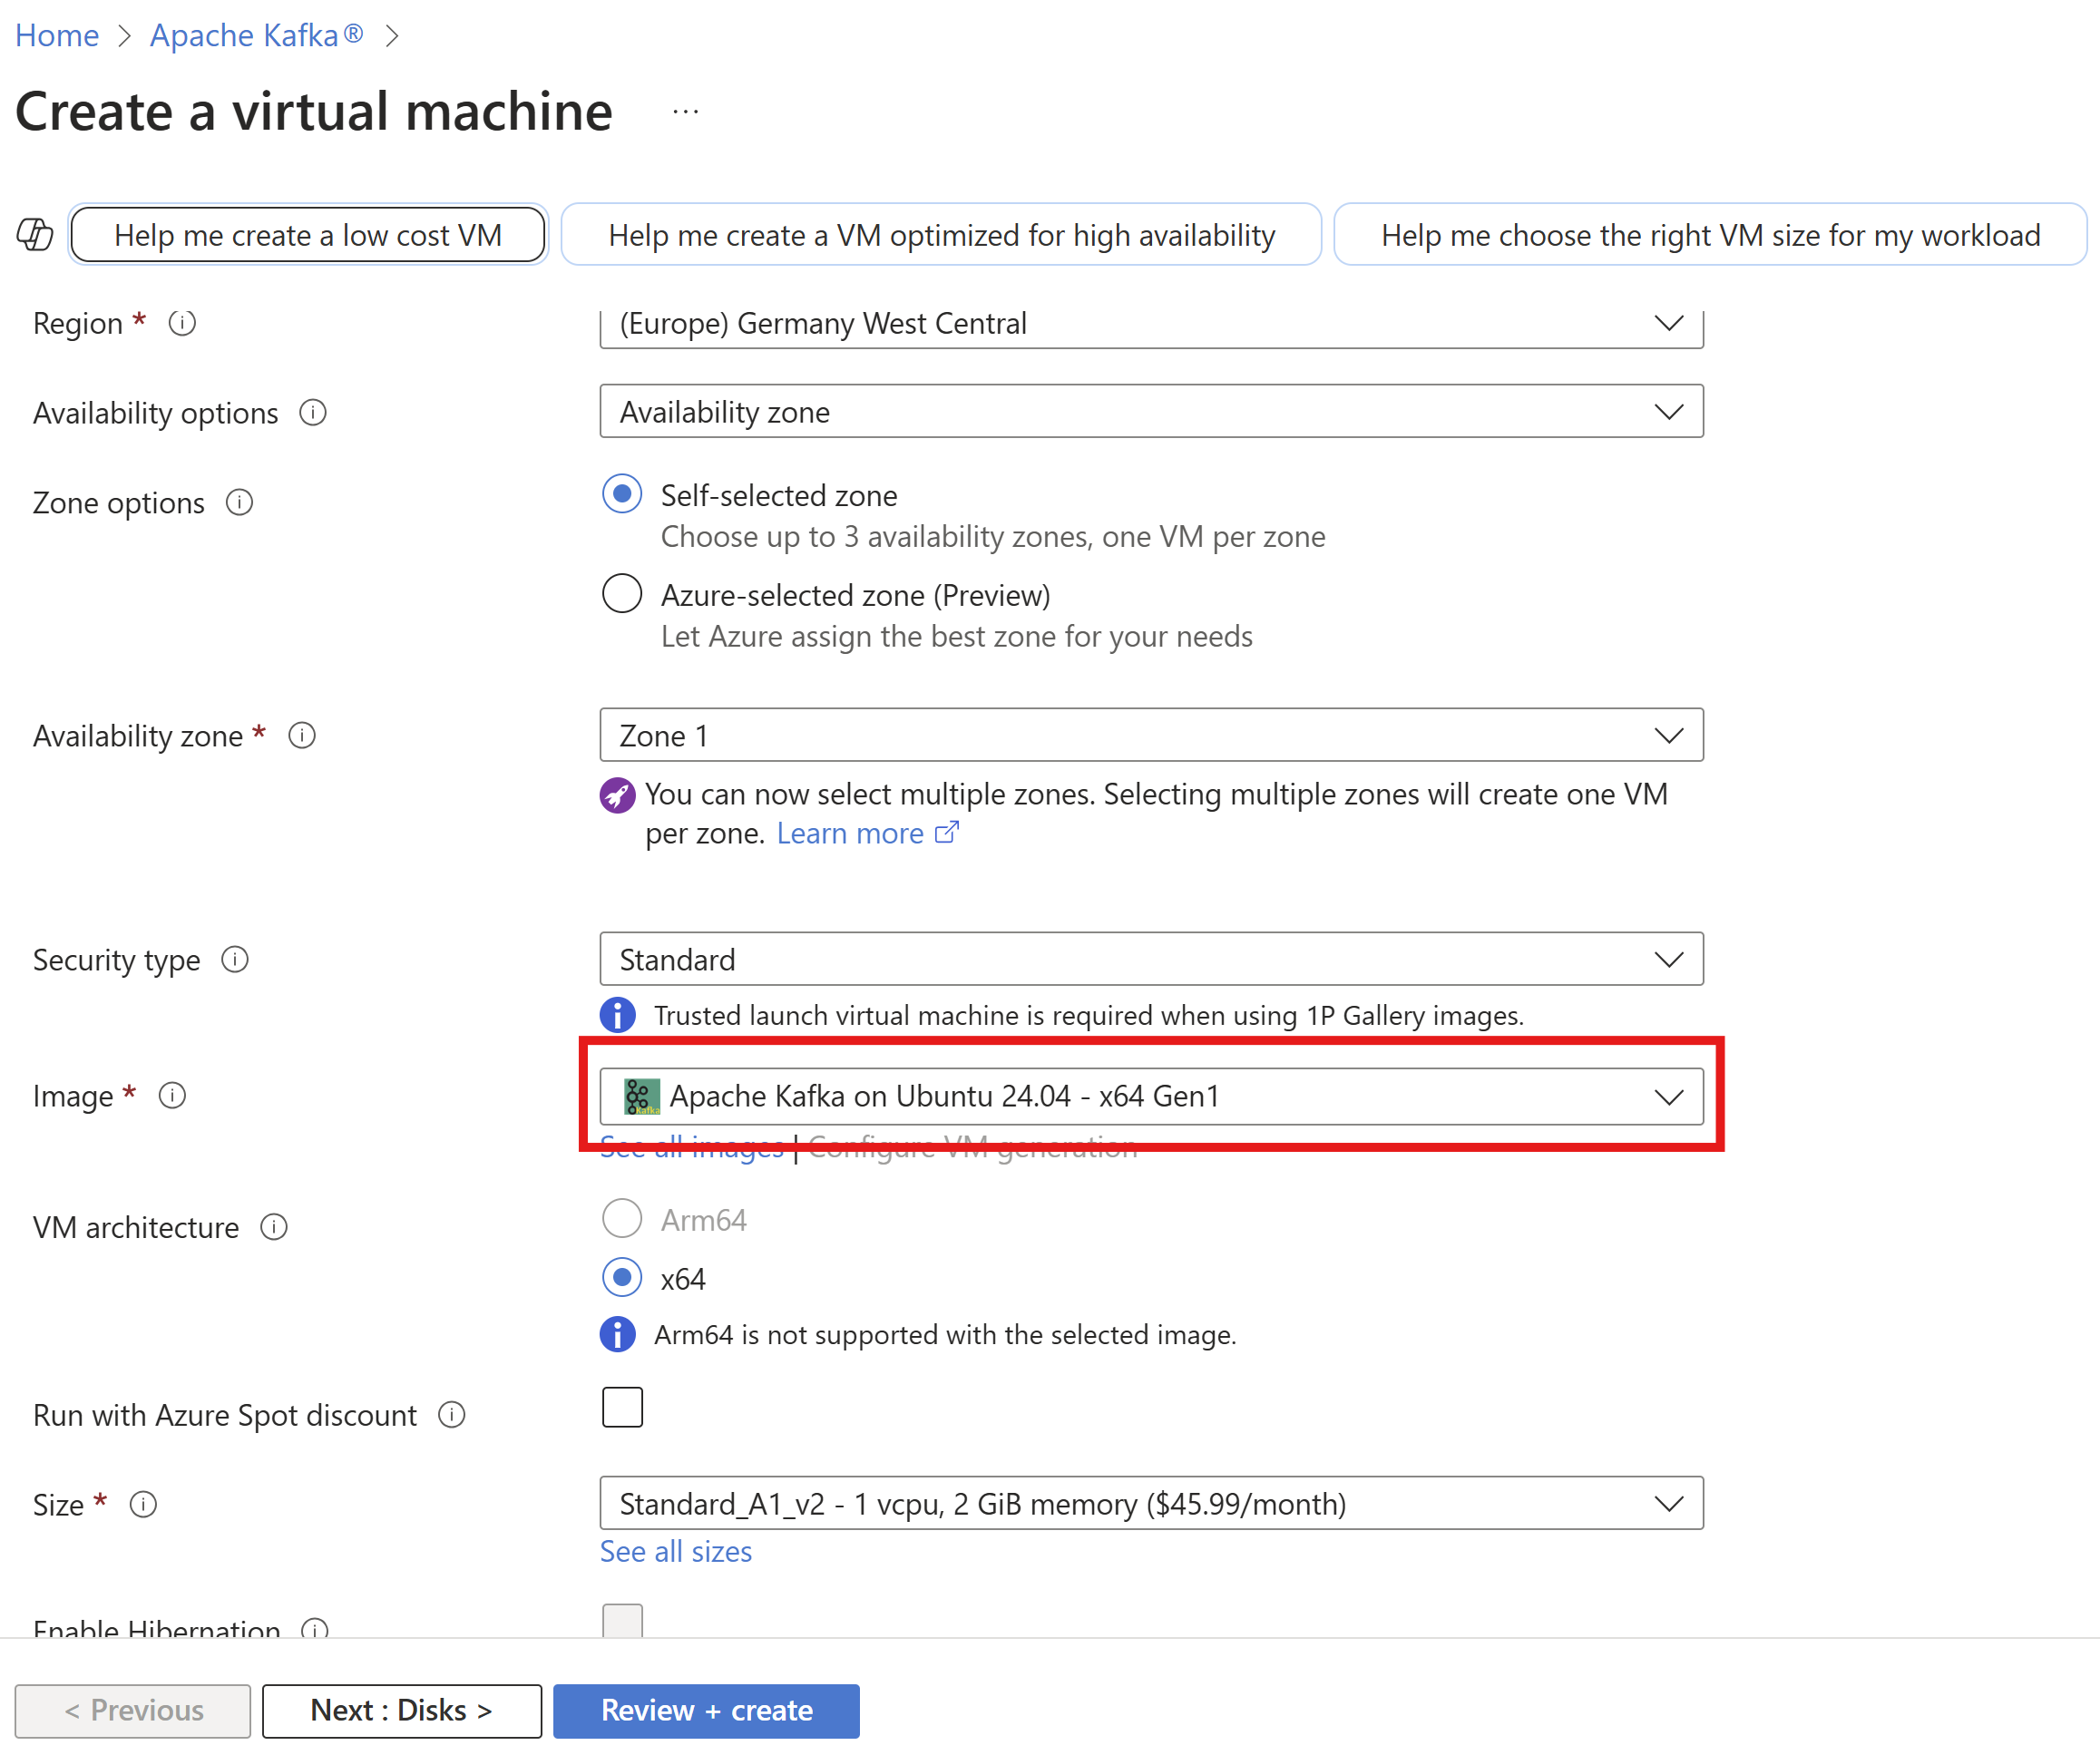 Home > Apache Kafka® >
Create a virtual machine ...
Help me create a low cost VM
Help me create a VM optimized for high availability
Help me choose the right VM size for my workload
Region *
(Europe) Germany West Central
Availability options
Availability zone
Zone options
Self-selected zone
Choose up to 3 availability zones, one VM per zone
Azure-selected zone (Preview)
Let Azure assign the best zone for your needs
Availability zone *
Zone 1
You can now select multiple zones. Selecting multiple zones will create one VM
per zone. Learn more
Security type
Standard
Trusted launch virtual machine is required when using 1P Gallery images.
Image *
kafka
Apache Kafka on Ubuntu 24.04 - x64 Gen1
See all images | Configure VM generation
VM architecture
Arm64
x64
Arm64 is not supported with the selected image.
Run with Azure Spot discount
Size *
Standard_A1_v2 - 1 vcpu, 2 GiB memory ($45.99/month)
See all sizes
Enable Hibernation
< Previous
Next : Disks >
Review + create